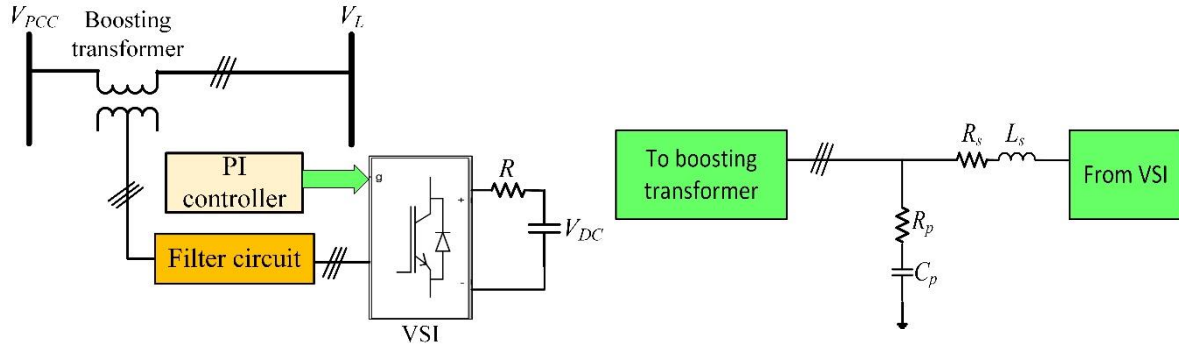 V_PCC
Boosting
transformer
V_L
PI
controller
g
+
-
R
V_DC
Filter circuit
VSI
To boosting
transformer
R_s
L_s
From VSI
R_p
C_p